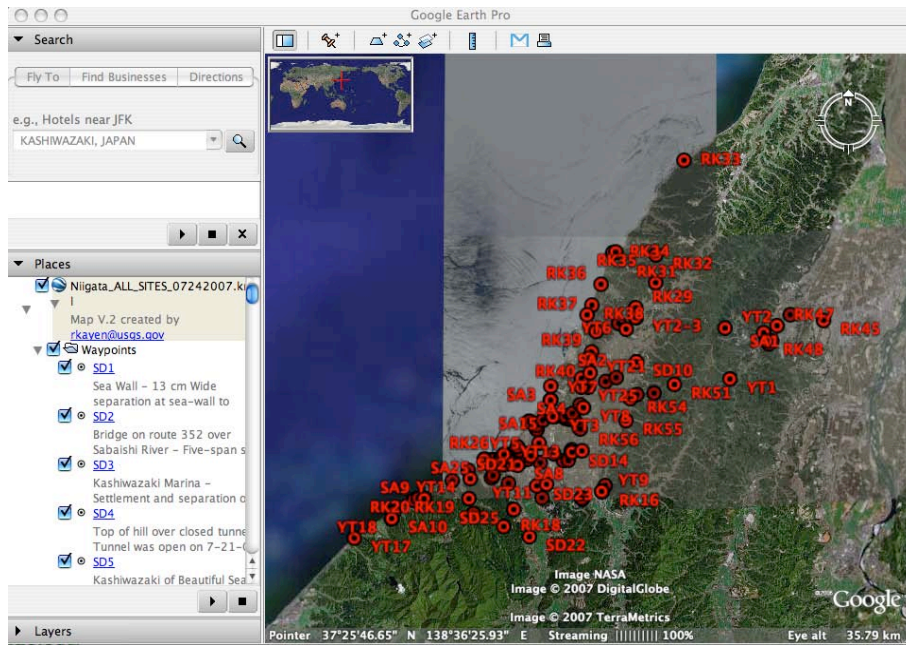 Google Earth Pro
Search
Fly To Find Businesses Directions
e.g., Hotels near JFK
KASHIWAZAKI, JAPAN
Places
Niigata_ALL_SITES_07242007.k
l
Map V.2 created by
rkayen@usgs.gov
Waypoints
SD1
Sea Wall - 13 cm Wide
separation at sea-wall to
SD2
Bridge on route 352 over
Sabaishi River - Five-span s
SD3
Kashiwazaki Marina -
Settlement and separation o
SD4
Top of hill over closed tunne
Tunnel was open on 7-21-
SD5
Kashiwazaki of Beautiful Sea
Layers
N
RK33
RK34
RK35 RK32
RK36 RK31
RK29
RK37
RK38 YT2 RK47
YT6 YT2-3 RK45
RK39 SA1 RK48
SA2 YT21
RK40 SD10
YT7 RK51 YT1
SA3 YT25 RK54
SA4 YT8
SA15 YT3 RK55
RK26 YT5 RK56
YT13 SD14
SA25 SD21
SA8 YT9
SA9 YT14 YT11 SD23 RK16
RK20 RK19
SD25 RK18
YT18 SA10
YT17 SD22
Image NASA
Image © 2007 DigitalGlobe
Image © 2007 TerraMetrics
Google
Pointer 37°25'46.65" N 138°36'25.93" E Streaming ||||||||| 100% Eye alt 35.79 km